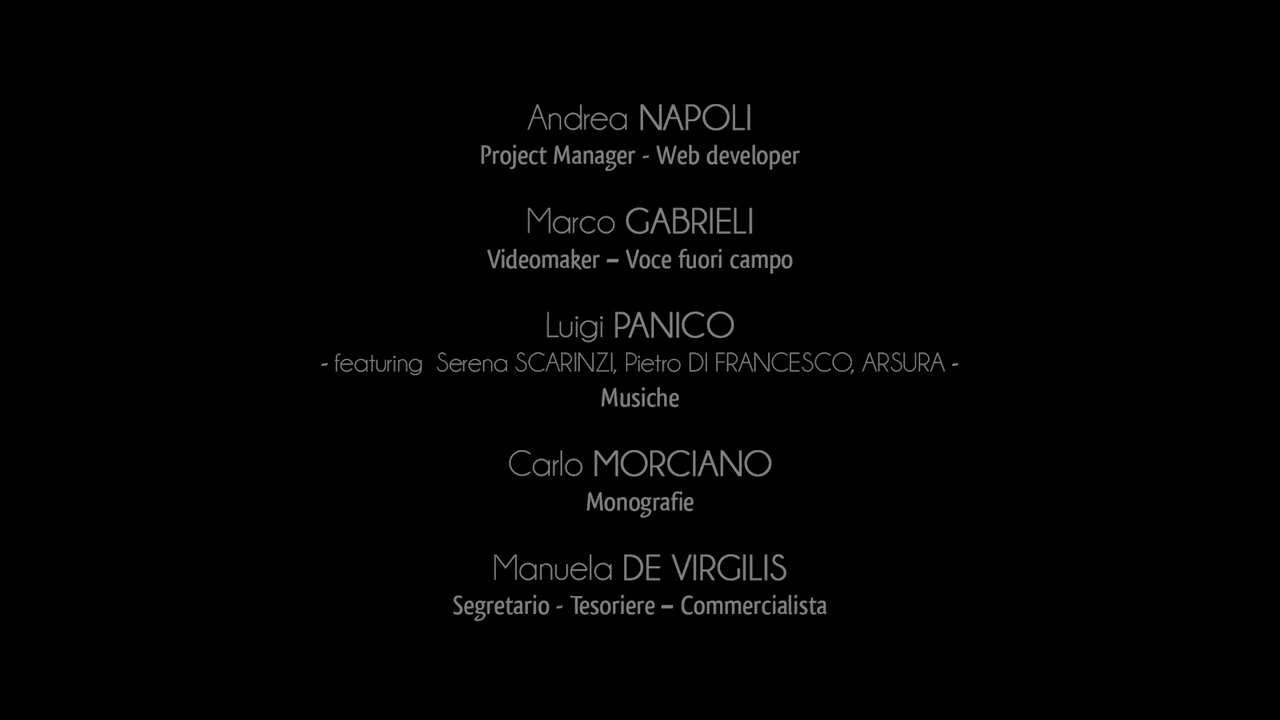 Andrea NAPOLI
Project Manager - Web developer
Marco GABRIELI
Videomaker – Voce fuori campo
Luigi PANICO
- featuring  Serena SCARINZI, Pietro DI FRANCESCO, ARSURA -
Musiche
Carlo MORCIANO
Monografie
Manuela DE VIRGILIS
Segretario - Tesoriere – Commercialista